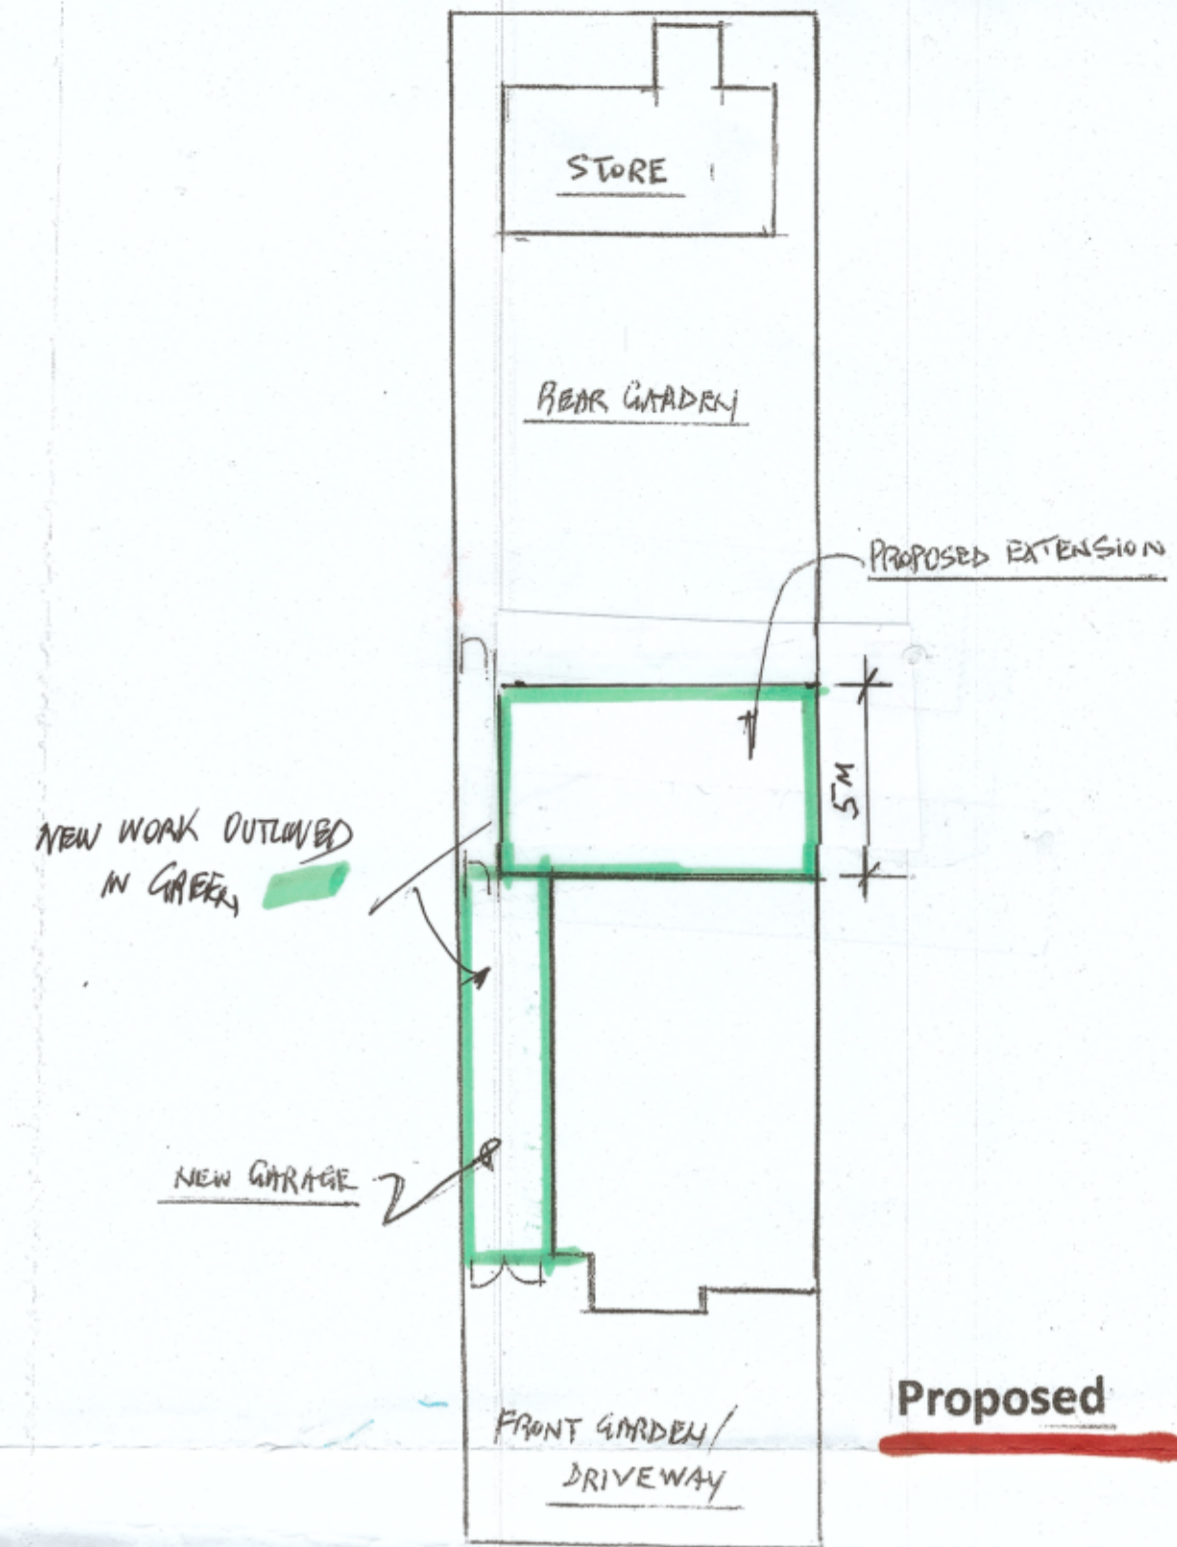 STORE
REAR GARDEN
PROPOSED EXTENSION
5M
NEW WORK OUTLINED
IN GREEN
NEW GARAGE
Proposed
FRONT GARDEN/
DRIVEWAY